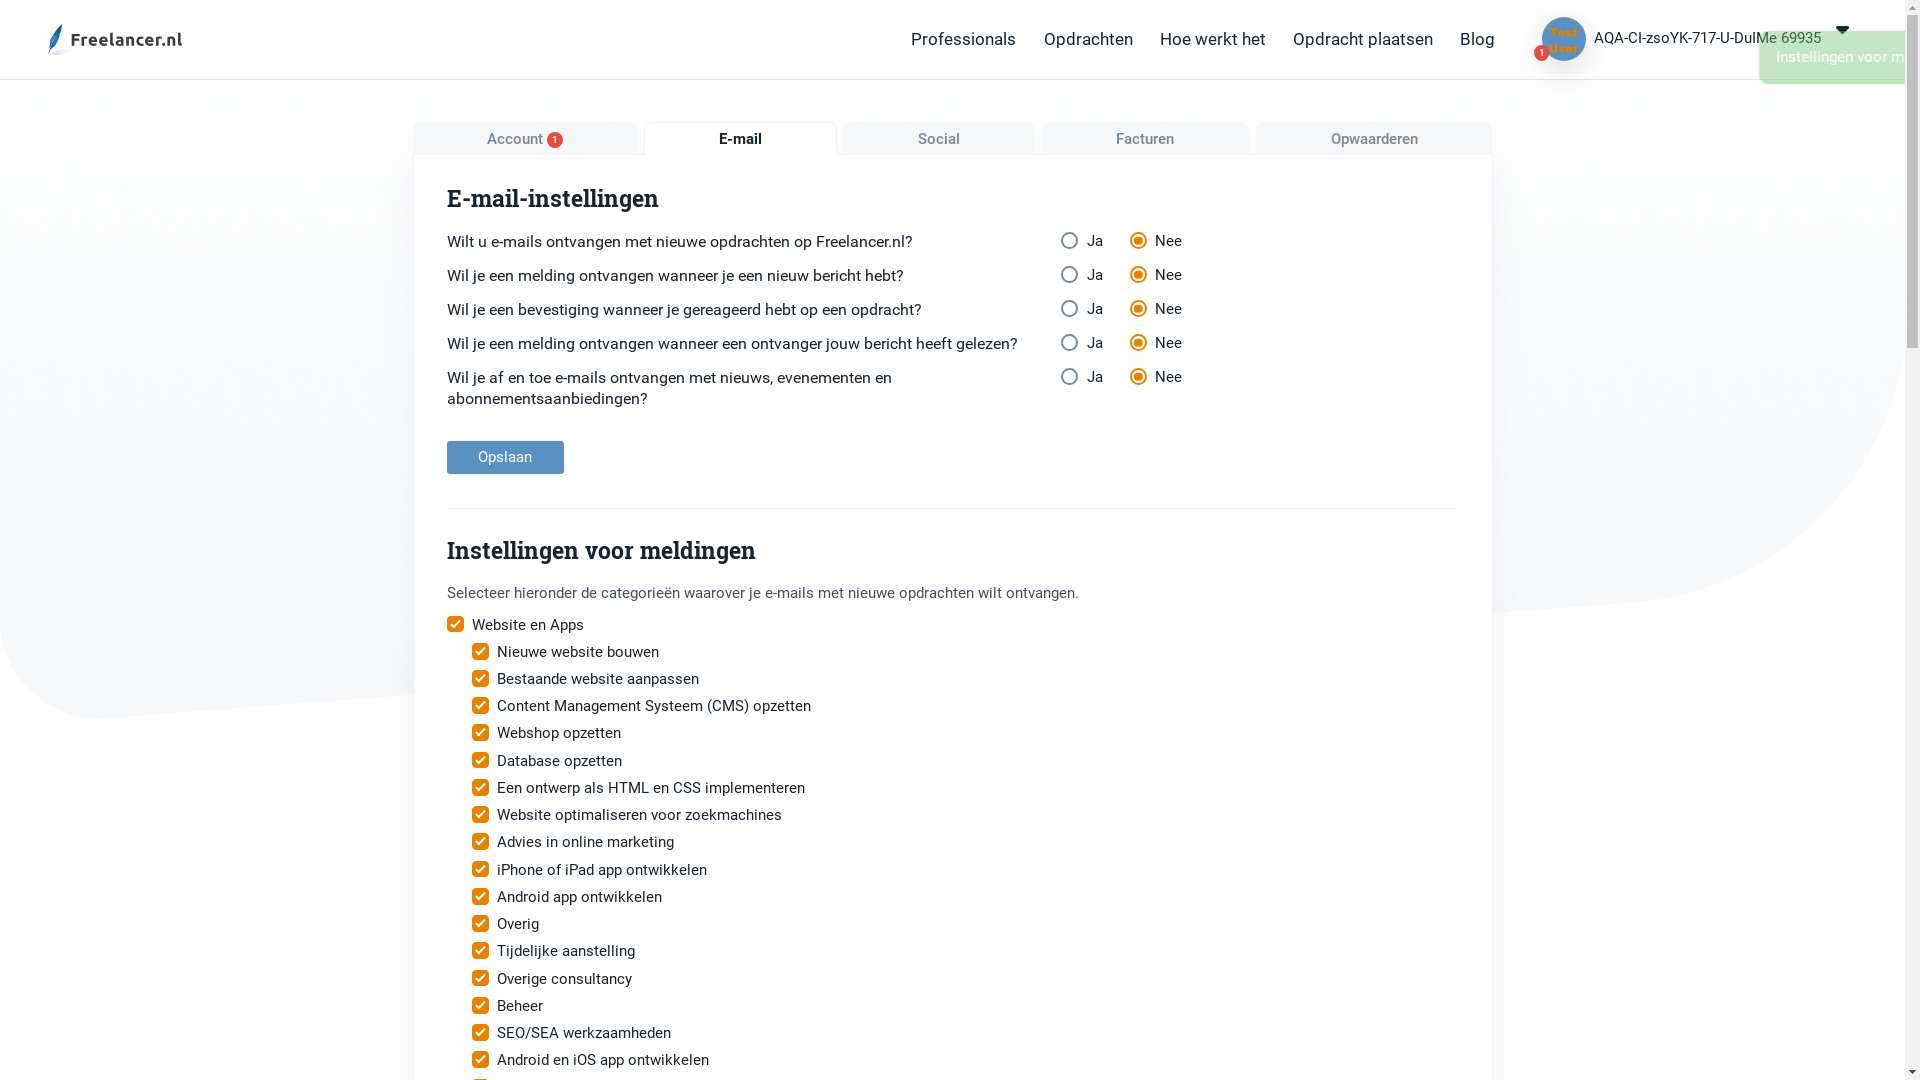 Freelancer.nl
Professionals Opdrachten Hoe werkt het Opdracht plaatsen Blog
Test User
1
AQA-CI-zsoYK-717-U-DuIMe 69935
Instellingen voor m
Account 1 E-mail Social Facturen Opwaarderen
E-mail-instellingen
Wilt u e-mails ontvangen met nieuwe opdrachten op Freelancer.nl? Ja Nee
Wil je een melding ontvangen wanneer je een nieuw bericht hebt? Ja Nee
Wil je een bevestiging wanneer je gereageerd hebt op een opdracht? Ja Nee
Wil je een melding ontvangen wanneer een ontvanger jouw bericht heeft gelezen? Ja Nee
Wil je af en toe e-mails ontvangen met nieuws, evenementen en Ja Nee
abonnementsaanbiedingen?
Opslaan
Instellingen voor meldingen
Selecteer hieronder de categorieën waarover je e-mails met nieuwe opdrachten wilt ontvangen.
Website en Apps
Nieuwe website bouwen
Bestaande website aanpassen
Content Management Systeem (CMS) opzetten
Webshop opzetten
Database opzetten
Een ontwerp als HTML en CSS implementeren
Website optimaliseren voor zoekmachines
Advies in online marketing
iPhone of iPad app ontwikkelen
Android app ontwikkelen
Overig
Tijdelijke aanstelling
Overige consultancy
Beheer
SEO/SEA werkzaamheden
Android en iOS app ontwikkelen